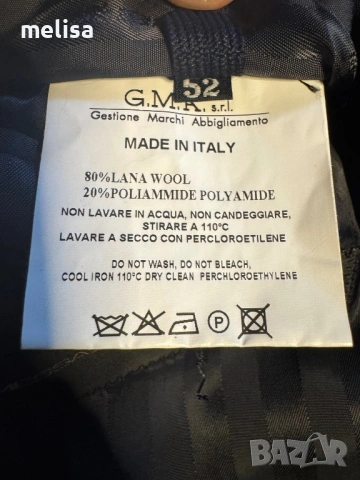 melisa
52
G.M.R. s.r.l.
Gestione Marchi Abbigliamento
MADE IN ITALY
80%LANA WOOL
20%POLIAMMIDE POLYAMIDE
NON LAVARE IN ACQUA, NON CANDEGGIARE,
STIRARE A 110°C
LAVARE A SECCO CON PERCLOROETILENE
DO NOT WASH, DO NOT BLEACH,
COOL IRON 110°C DRY CLEAN PERCHLOROETHYLENE
P
BAZAR